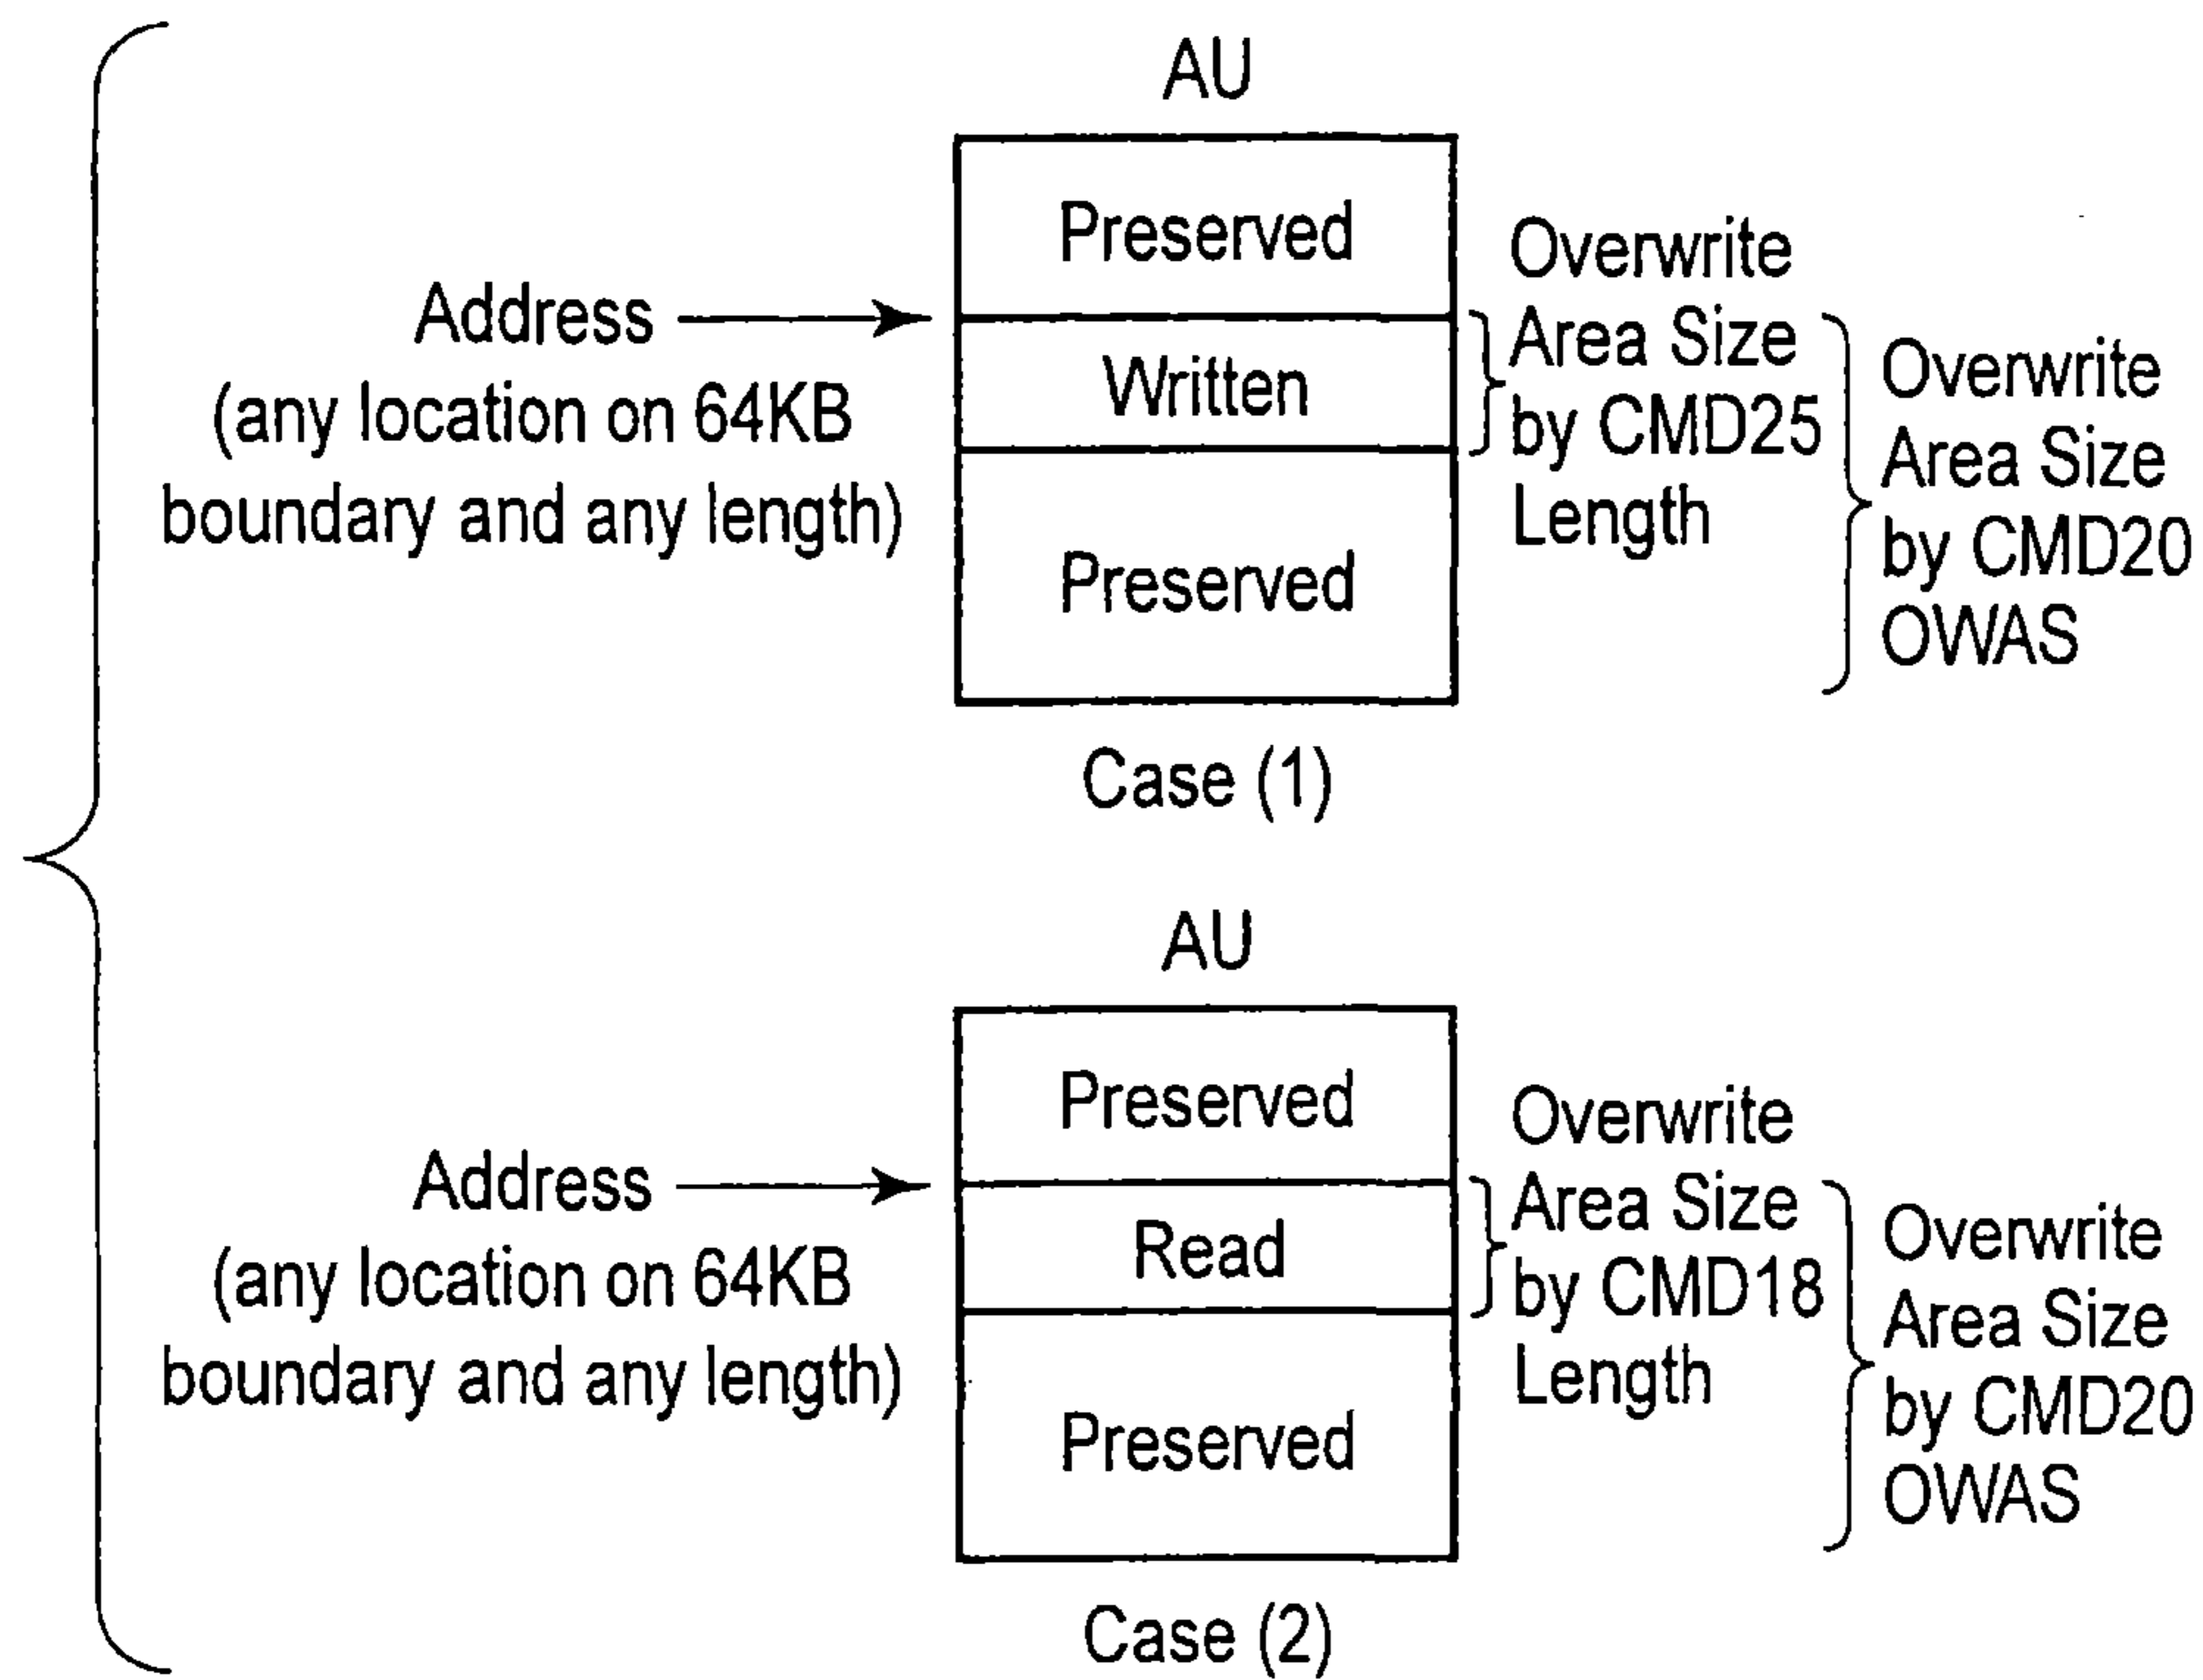 AU
Preserved
Address
(any location on 64KB
boundary and any length)
Written
Preserved
Overwrite
Area Size
by CMD25
Length
Overwrite
Area Size
by CMD20
OWAS
Case (1)
AU
Preserved
Address
(any location on 64KB
boundary and any length)
Read
Preserved
Overwrite
Area Size
by CMD18
Length
Overwrite
Area Size
by CMD20
OWAS
Case (2)